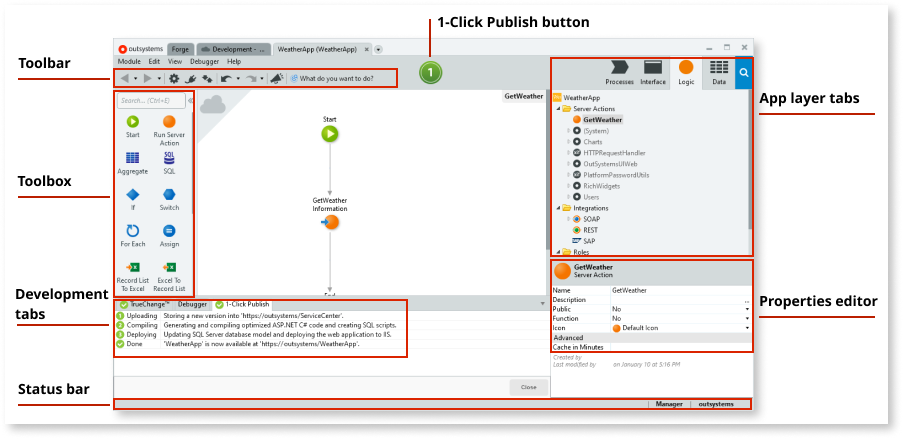 1-Click Publish button
Toolbar
Toolbox
Development
tabs
Status bar
App layer tabs
Properties editor
outsystems
Forge
Development - ...
WeatherApp (WeatherApp)
Module Edit View Debugger Help
What do you want to do?
1
Processes Interface Logic Data
Search... (Ctrl+E)
Start
Run Server
Action
Aggregate
SQL
If
Switch
For Each
Assign
Record List
To Excel
Excel To
Record List
GetWeather
Start
GetWeather
Information
End
WeatherApp
Server Actions
GetWeather
(System)
Charts
HTTPRequestHandler
OutSystemsUIWeb
PlatformPasswordUtils
RichWidgets
Users
Integrations
SOAP
REST
SAP
Roles
GetWeather
Server Action
Name GetWeather
Description ...
Public No
Function No
Icon Default Icon
Advanced
Cache in Minutes
Created by
Last modified by on January 10 at 5:16 PM
TrueChange™ Debugger 1-Click Publish
1 Uploading Storing a new version into 'https://outsystems/ServiceCenter'.
2 Compiling Generating and compiling optimized ASP.NET C# code and creating SQL scripts.
3 Deploying Updating SQL Server database model and deploying the web application to IIS.
Done 'WeatherApp' is now available at 'https://outsystems/WeatherApp'.
Close
Manager outsystems